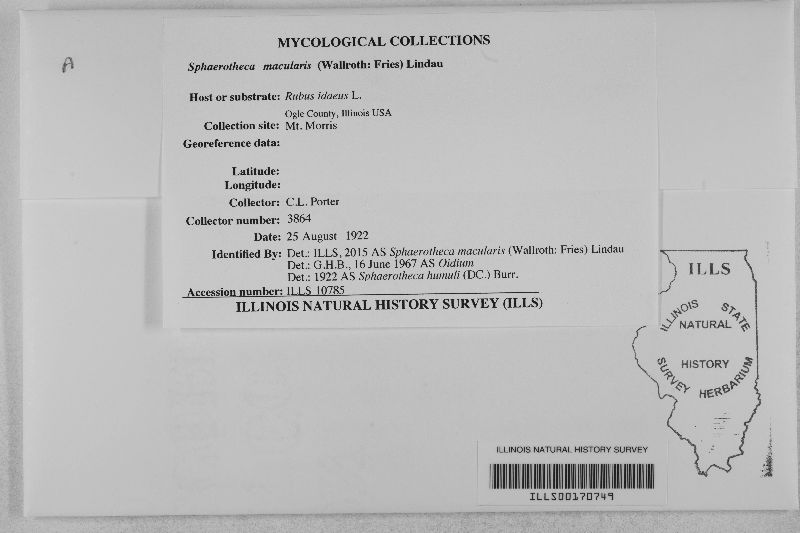 A
MYCOLOGICAL COLLECTIONS
Sphaerotheca macularis (Wallroth: Fries) Lindau
Host or substrate: Rubus idaeus L.
Ogle County, Illinois USA
Collection site: Mt. Morris
Georeference data:
Latitude:
Longitude:
Collector: C.L. Porter
Collector number: 3864
Date: 25 August 1922
Identified By: Det.: ILLS, 2015 AS Sphaerotheca macularis (Wallroth: Fries) Lindau
Det.: G.H.B., 16 June 1967 AS Oidium
Det.: 1922 AS Sphaerotheca humuli (DC.) Burr.
Accession number: ILLS 10785
ILLINOIS NATURAL HISTORY SURVEY (ILLS)
ILLS
ILLINOIS STATE
NATURAL
HISTORY
SURVEY HERBARIUM
ILLINOIS NATURAL HISTORY SURVEY
ILLS00170749